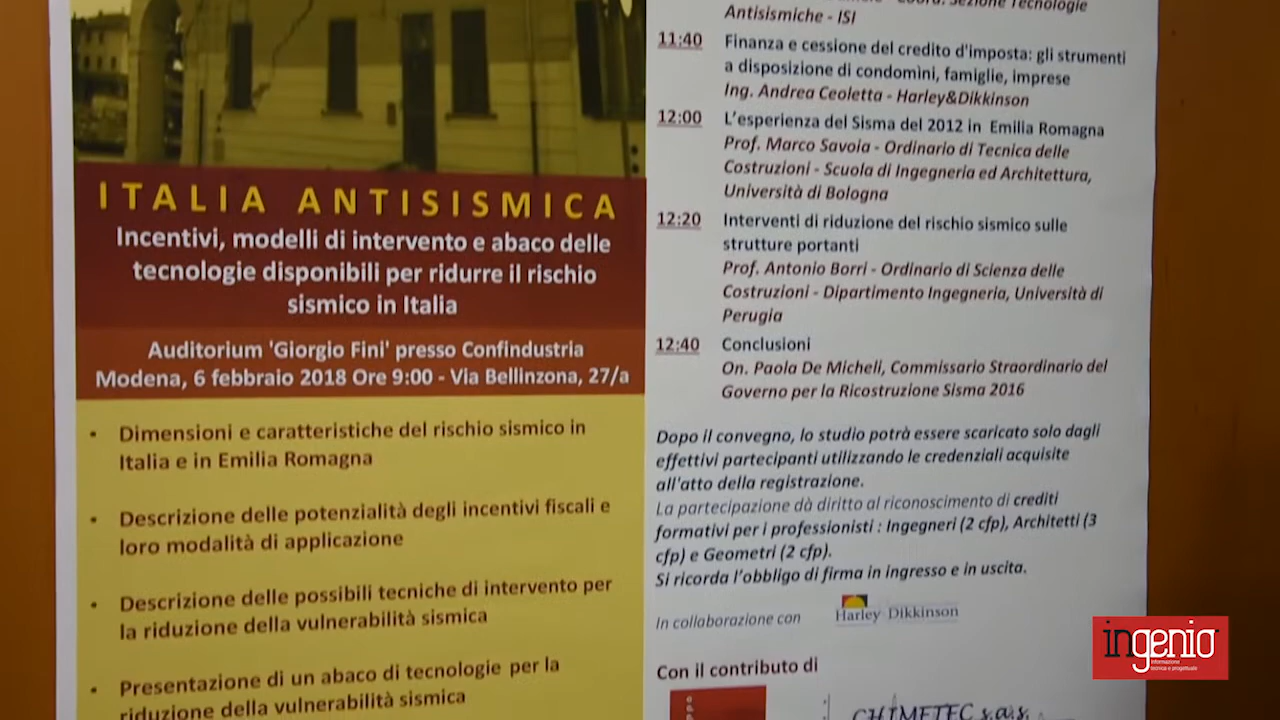 ITALIA ANTISISMICA
Incentivi, modelli di intervento e abaco delle
tecnologie disponibili per ridurre il rischio
sismico in Italia
Auditorium 'Giorgio Fini' presso Confindustria
Modena, 6 febbraio 2018 Ore 9:00 - Via Bellinzona, 27/a
• Dimensioni e caratteristiche del rischio sismico in
Italia e in Emilia Romagna
• Descrizione delle potenzialità degli incentivi fiscali e
loro modalità di applicazione
• Descrizione delle possibili tecniche di intervento per
la riduzione della vulnerabilità sismica
• Presentazione di un abaco di tecnologie per la
riduzione della vulnerabilità sismica
Sezione Tecnologie
Antisismiche - ISI
11:40 Finanza e cessione del credito d'imposta: gli strumenti
a disposizione di condomìni, famiglie, imprese
Ing. Andrea Ceoletta - Harley&Dikkinson
12:00 L'esperienza del Sisma del 2012 in Emilia Romagna
Prof. Marco Savoia - Ordinario di Tecnica delle
Costruzioni - Scuola di Ingegneria ed Architettura,
Università di Bologna
12:20 Interventi di riduzione del rischio sismico sulle
strutture portanti
Prof. Antonio Borri - Ordinario di Scienza delle
Costruzioni - Dipartimento Ingegneria, Università di
Perugia
12:40 Conclusioni
On. Paola De Micheli, Commissario Straordinario del
Governo per la Ricostruzione Sisma 2016
Dopo il convegno, lo studio potrà essere scaricato solo dagli
effettivi partecipanti utilizzando le credenziali acquisite
all'atto della registrazione.
La partecipazione dà diritto al riconoscimento di crediti
formativi per i professionisti : Ingegneri (2 cfp), Architetti (3
cfp) e Geometri (2 cfp).
Si ricorda l'obbligo di firma in ingresso e in uscita.
In collaborazione con Harley Dikkinson
Con il contributo di
CHIMETEC s.a.s.
ingenio
informazione
tecnica e progettuale